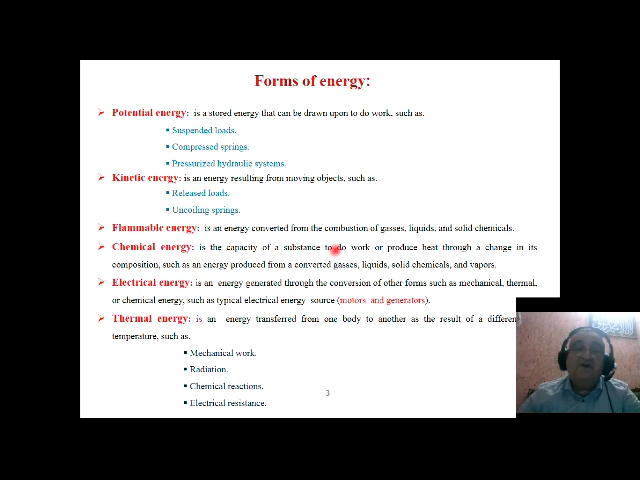 Forms of energy:
➢ Potential energy: is a stored energy that can be drawn upon to do work, such as.
▪ Suspended loads.
▪ Compressed springs.
▪ Pressurized hydraulic systems.
➢ Kinetic energy: is an energy resulting from moving objects, such as.
▪ Released loads.
▪ Uncoiling springs.
➢ Flammable energy: is an energy converted from the combustion of gasses, liquids, and solid chemicals.
➢ Chemical energy: is the capacity of a substance to do work or produce heat through a change in its
composition, such as an energy produced from a converted gasses, liquids, solid chemicals, and vapors.
➢ Electrical energy: is an energy generated through the conversion of other forms such as mechanical, thermal,
or chemical energy, such as typical electrical energy source (motors and generators).
➢ Thermal energy: is an energy transferred from one body to another as the result of a
temperature, such as.
▪ Mechanical work.
▪ Radiation.
▪ Chemical reactions.
▪ Electrical resistance.
3